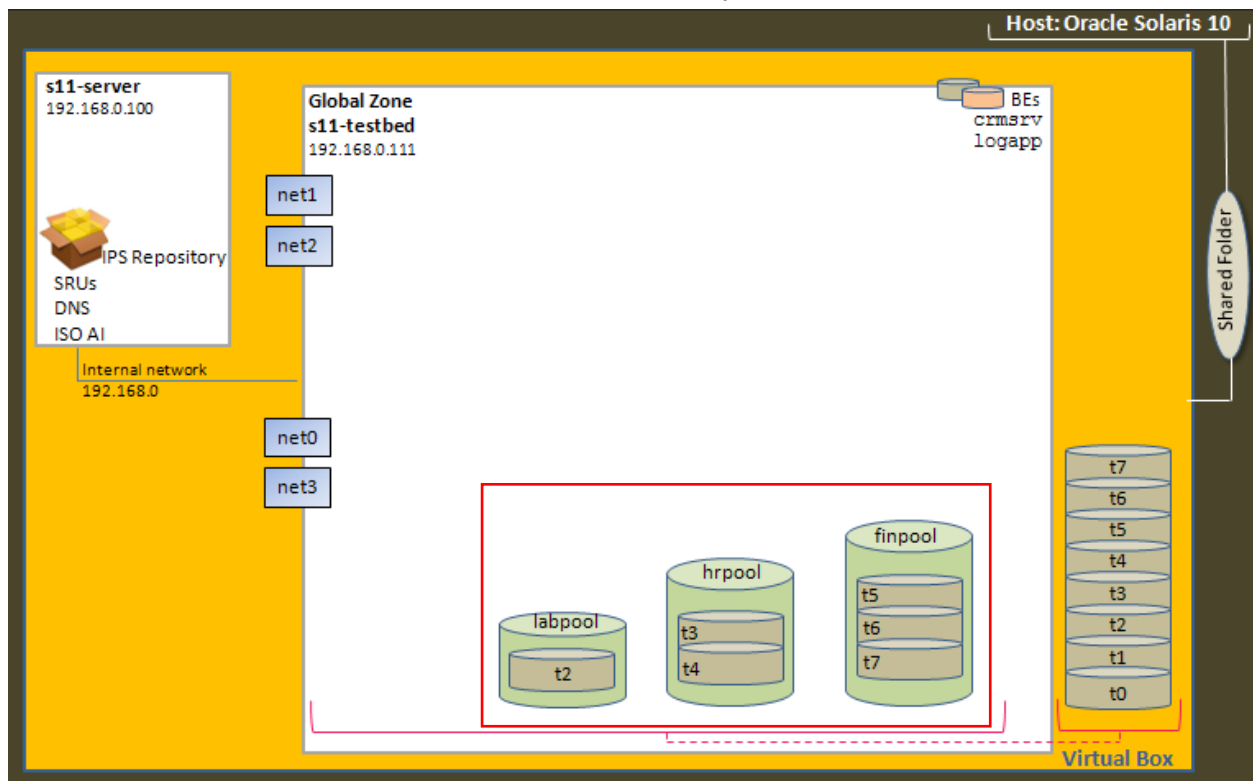 Host: Oracle Solaris 10
s11-server
192.168.0.100
IPS Repository
SRUs
DNS
ISO AI
Internal network
192.168.0
Global Zone
s11-testbed
192.168.0.111
BEs
crmsrv
logapp
net1
net2
net0
net3
Shared Folder
labpool
t2
hrpool
t3
t4
finpool
t5
t6
t7
t7
t6
t5
t4
t3
t2
t1
t0
Virtual Box